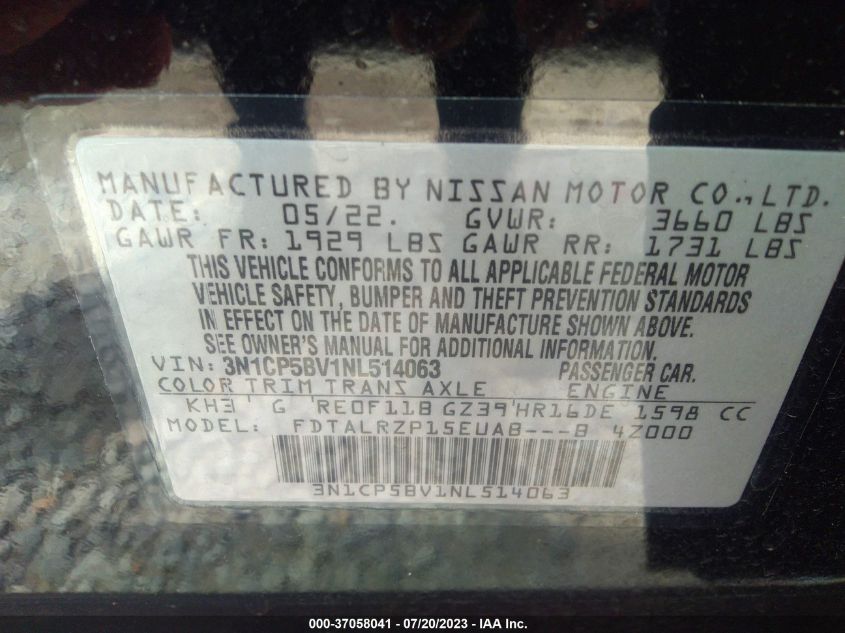 MANUFACTURED BY NISSAN MOTOR CO., LTD.
DATE: 05/22. GVWR: 3660 LBS
GAWR FR: 1929 LBS GAWR RR: 1731 LBS
THIS VEHICLE CONFORMS TO ALL APPLICABLE FEDERAL MOTOR
VEHICLE SAFETY, BUMPER AND THEFT PREVENTION STANDARDS
IN EFFECT ON THE DATE OF MANUFACTURE SHOWN ABOVE.
SEE OWNER'S MANUAL FOR ADDITIONAL INFORMATION
VIN: 3N1CP5BV1NL514063 PASSENGER CAR.
COLOR TRIM TRANS AXLE ENGINE
KH3 G RE0F11B GZ39 HR16DE 1598 CC
MODEL: FDTALRZP15EUAB---B 4Z000
3N1CP5BV1NL514063
000-37058041 - 07/20/2023 - IAA Inc.